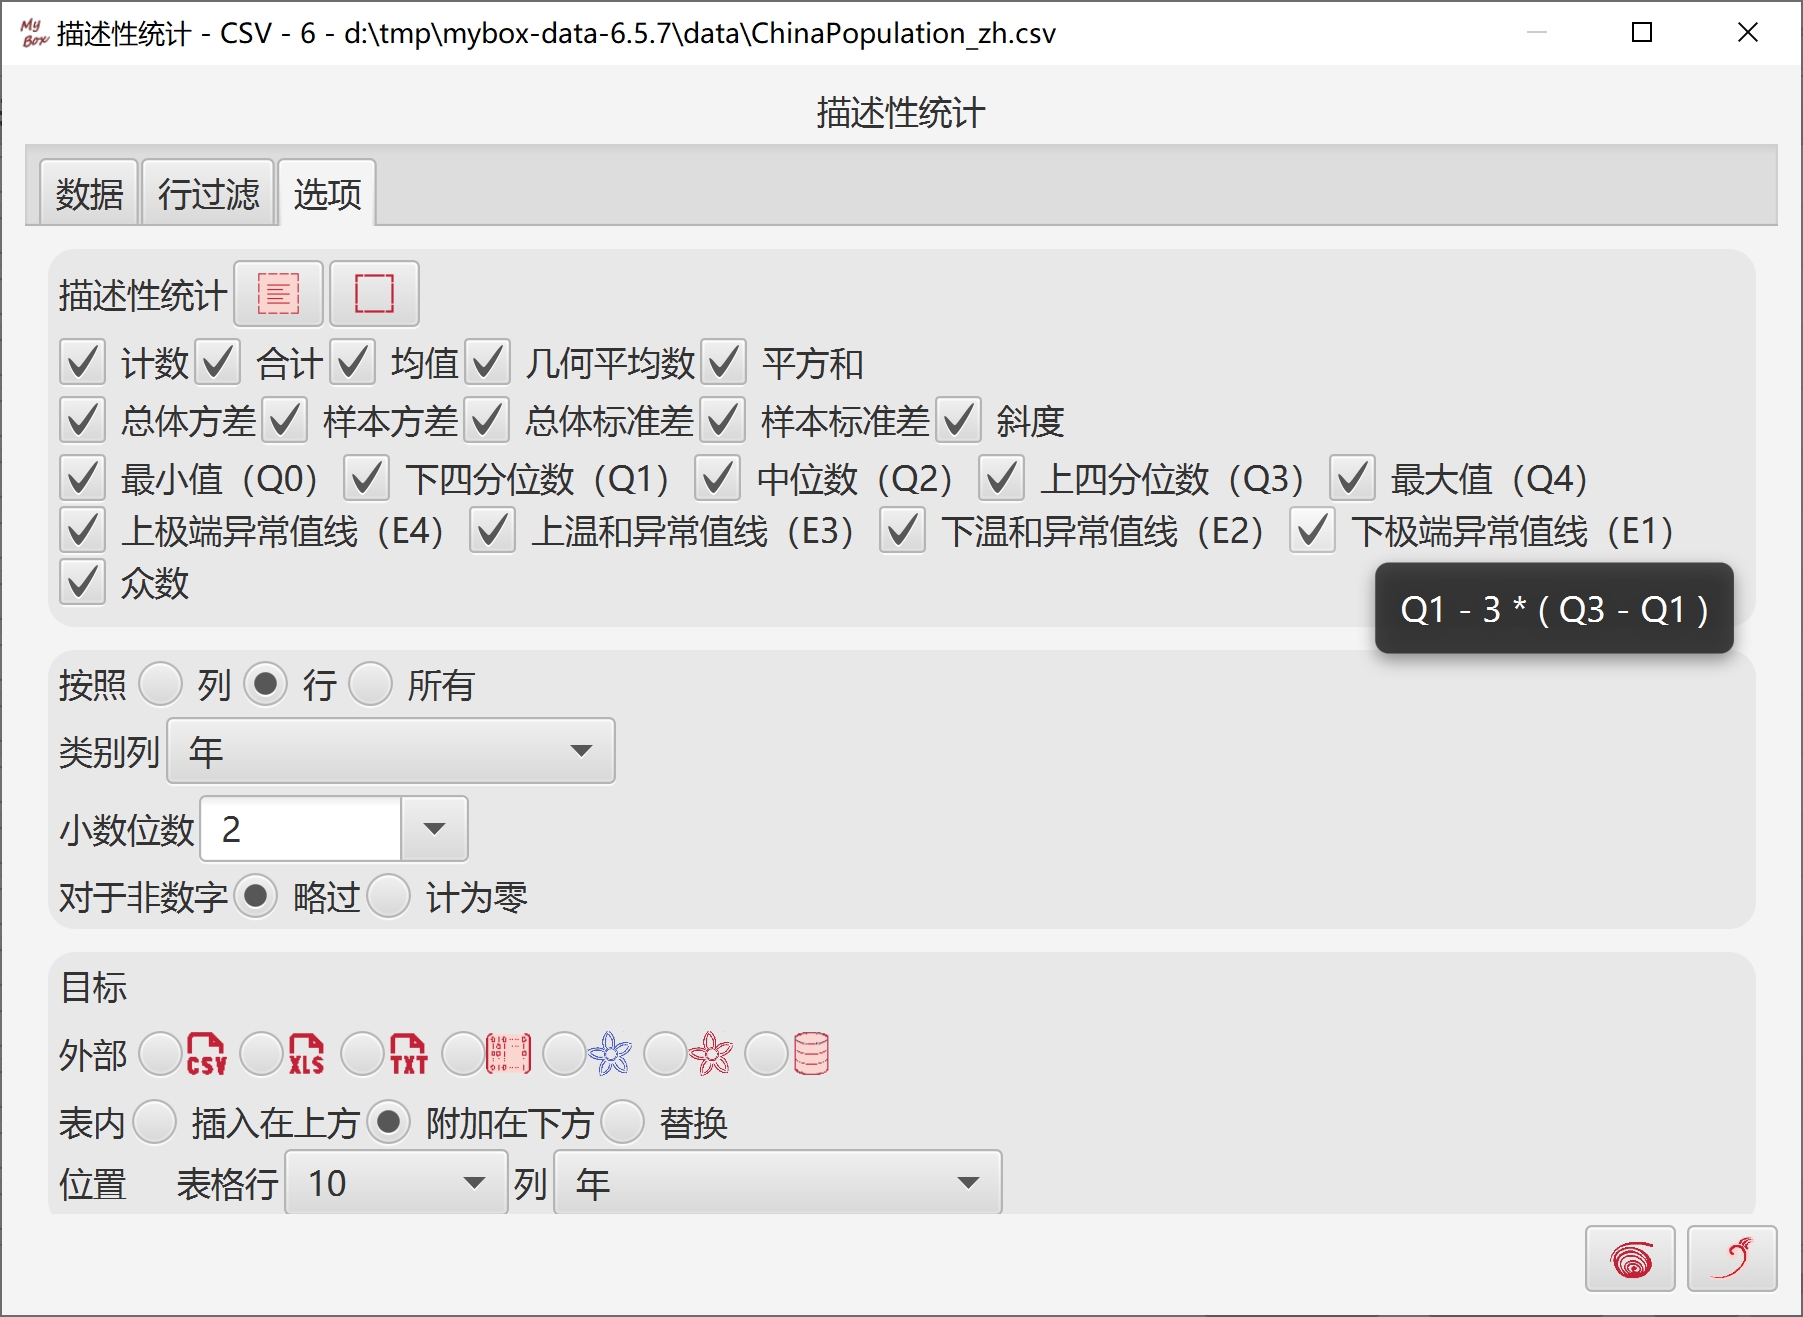 My Box 描述性统计 - CSV - 6 - d:\tmp\mybox-data-6.5.7\data\ChinaPopulation_zh.csv
描述性统计
数据 行过滤 选项
描述性统计
计数 合计 均值 几何平均数 平方和
总体方差 样本方差 总体标准差 样本标准差 斜度
最小值（Q0） 下四分位数（Q1） 中位数（Q2） 上四分位数（Q3） 最大值（Q4）
上极端异常值线（E4） 上温和异常值线（E3） 下温和异常值线（E2） 下极端异常值线（E1）
众数
Q1 - 3 * ( Q3 - Q1 )
按照 列 行 所有
类别列 年
小数位数 2
对于非数字 略过 计为零
目标
外部 CSV XLS TXT
表内 插入在上方 附加在下方 替换
位置 表格行 10 列 年